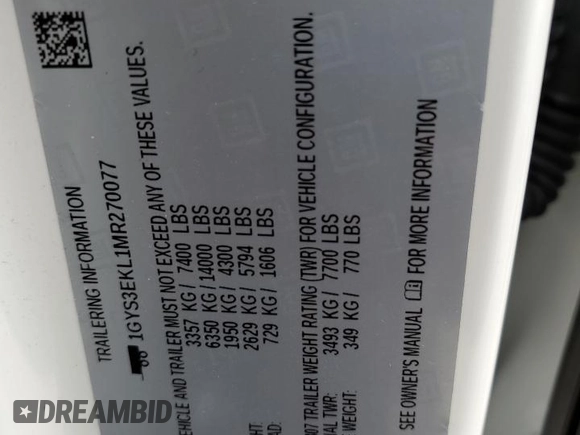 TRAILERING INFORMATION
1GYS3EKL1MR270077
VEHICLE AND TRAILER MUST NOT EXCEED ANY OF THESE VALUES.
3357 KG / 7400 LBS
6350 KG / 14000 LBS
1950 KG / 4300 LBS
2629 KG / 5794 LBS
729 KG / 1606 LBS
TRAILER WEIGHT RATING (TWR) FOR VEHICLE CONFIGURATION.
TWR: 3493 KG / 7700 LBS
WEIGHT: 349 KG / 770 LBS
SEE OWNER'S MANUAL FOR MORE INFORMATION
DREAMBID